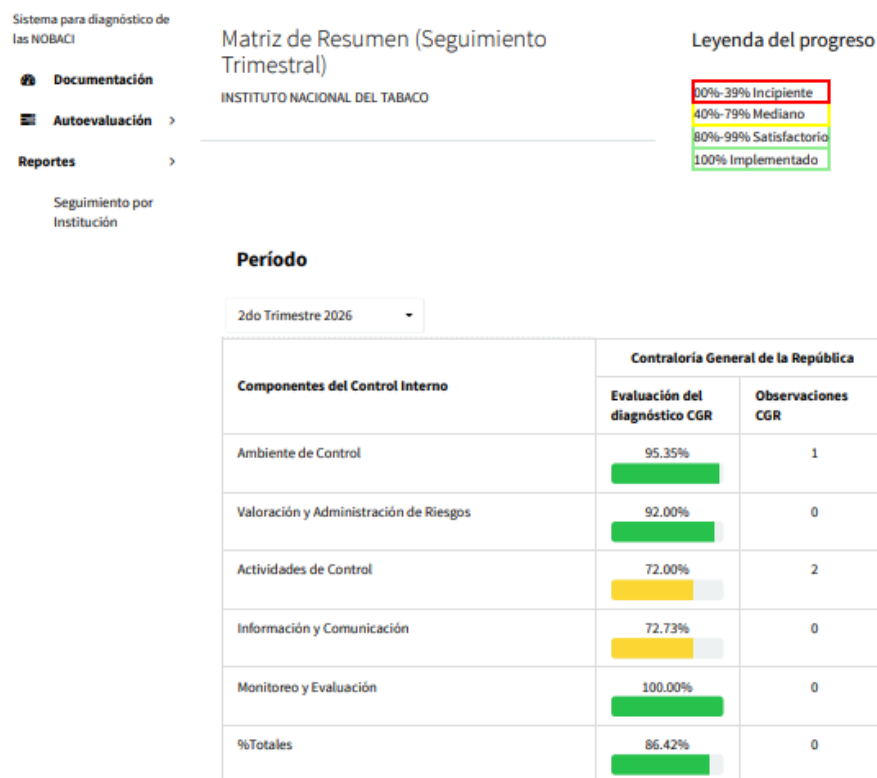 Sistema para diagnóstico de
las NOBACI
Documentación
Autoevaluación
Reportes
Seguimiento por
Institución
Matriz de Resumen (Seguimiento
Trimestral)
INSTITUTO NACIONAL DEL TABACO
Leyenda del progreso
00%-39% Incipiente
40%-79% Mediano
80%-99% Satisfactorio
100% Implementado
Período
2do Trimestre 2026
Componentes del Control Interno
Contraloría General de la República
Evaluación del
diagnóstico CGR
Observaciones
CGR
Ambiente de Control 95.35% 1
Valoración y Administración de Riesgos 92.00% 0
Actividades de Control 72.00% 2
Información y Comunicación 72.73% 0
Monitoreo y Evaluación 100.00% 0
%Totales 86.42% 0